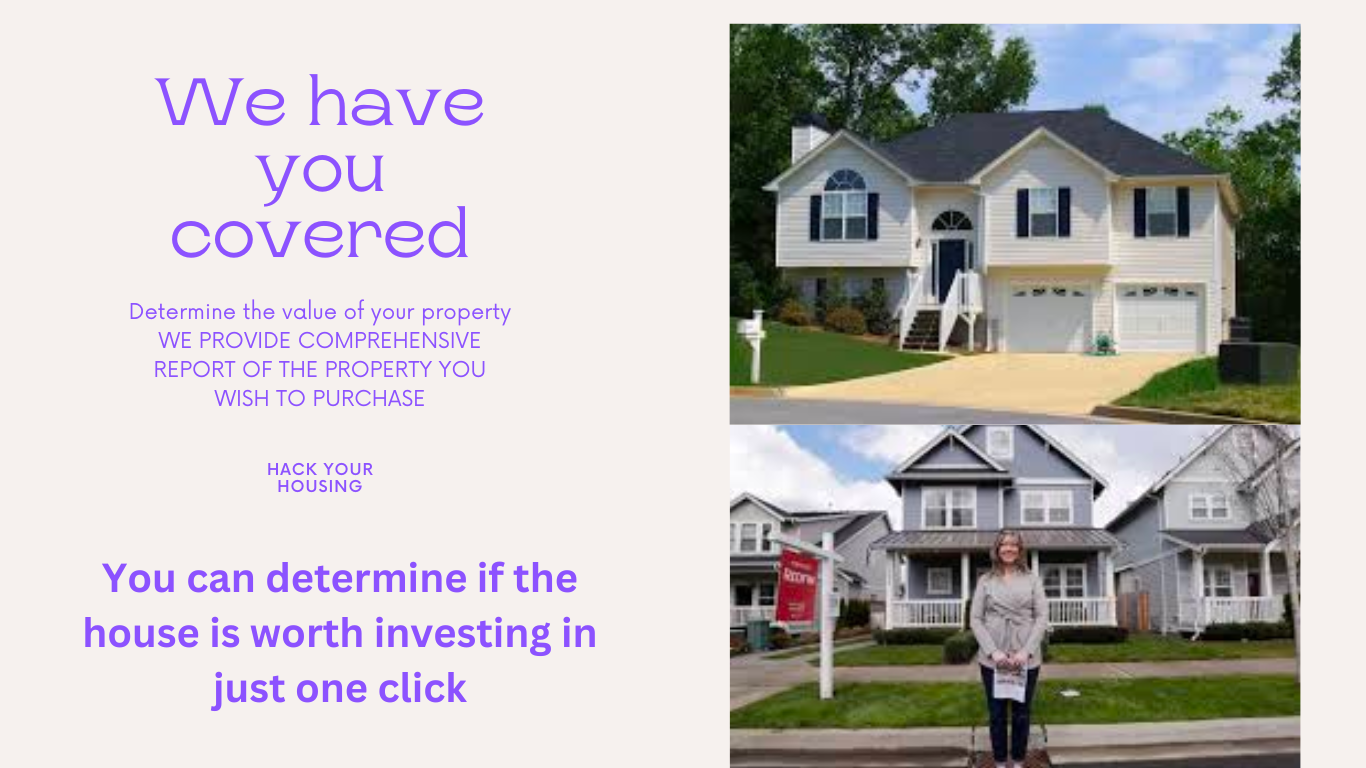 We have
you
covered
Determine the value of your property
WE PROVIDE COMPREHENSIVE
REPORT OF THE PROPERTY YOU
WISH TO PURCHASE
HACK YOUR
HOUSING
You can determine if the
house is worth investing in
just one click